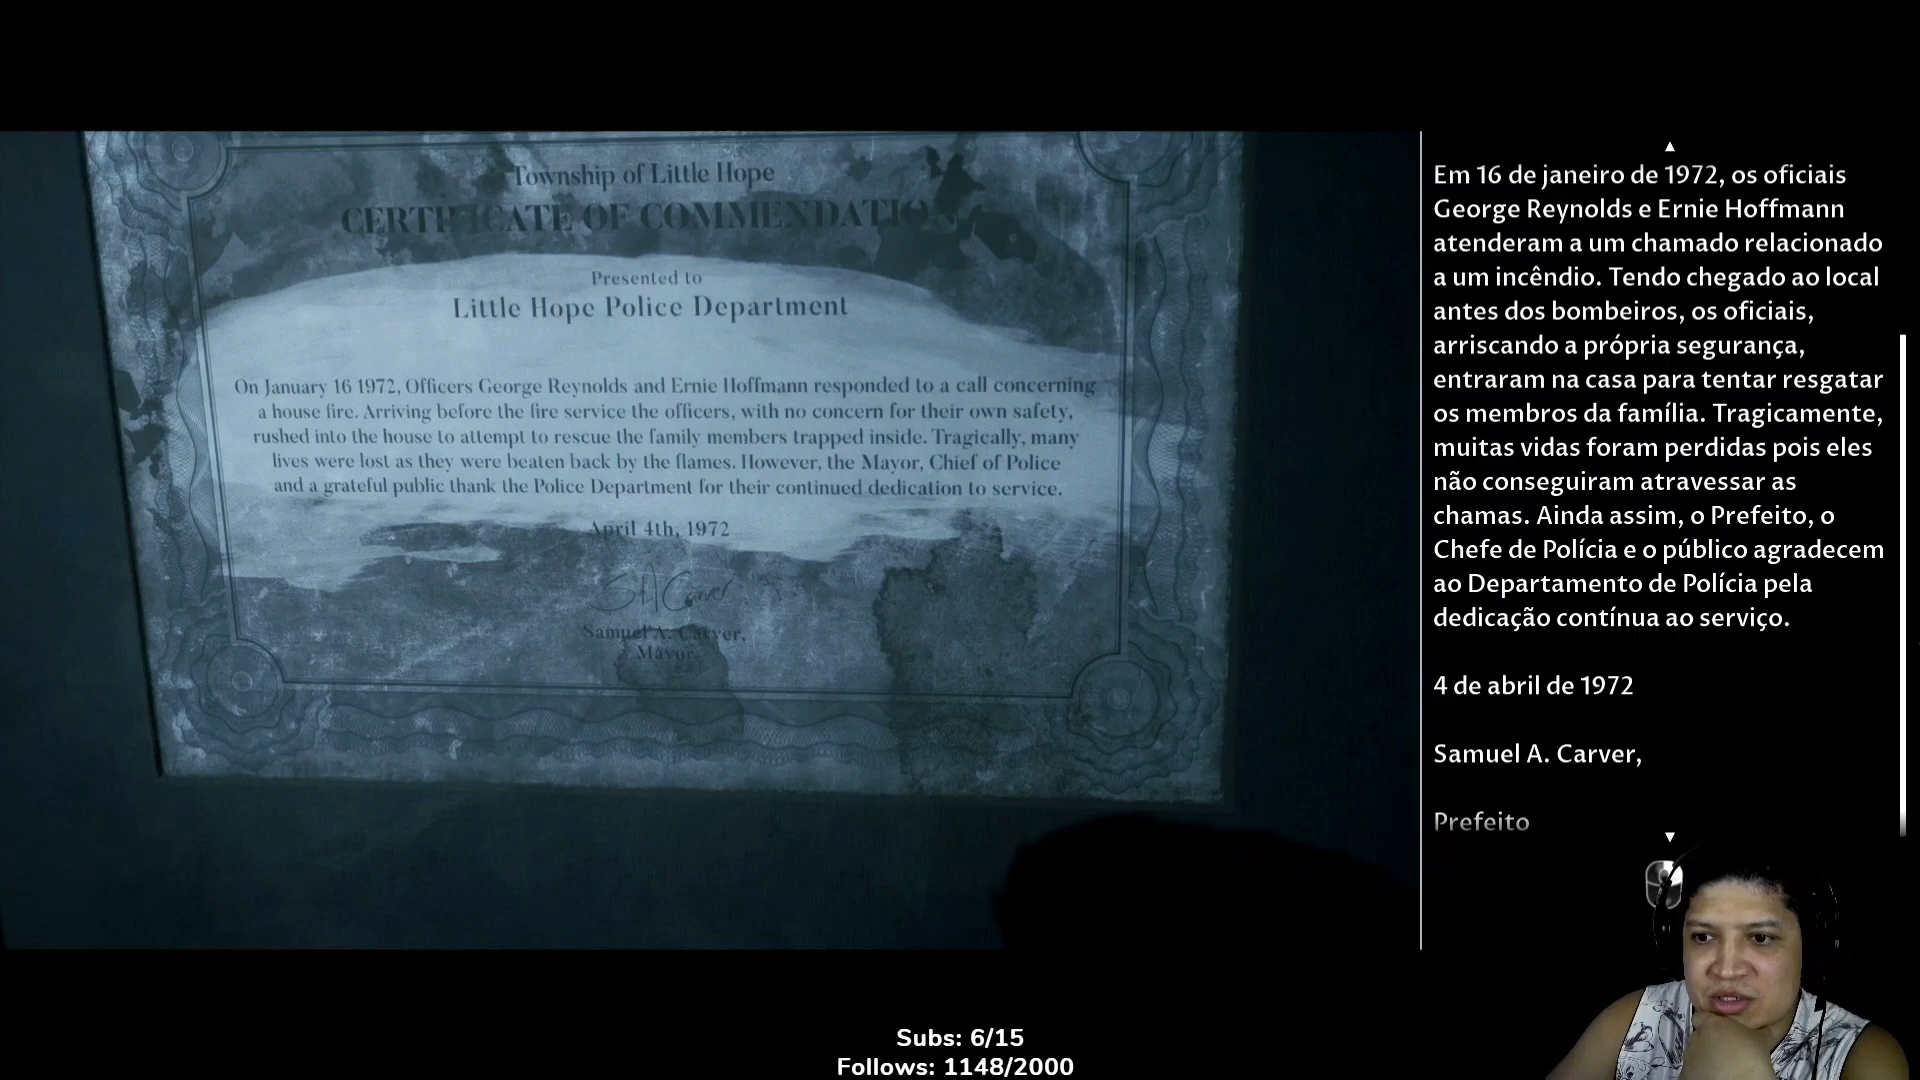 Township of Little Hope
CERTIFICATE OF COMMENDATION
Presented to
Little Hope Police Department
On January 16 1972, Officers George Reynolds and Ernie Hoffmann responded to a call concerning
a house fire. Arriving before the fire service the officers, with no concern for their own safety,
rushed into the house to attempt to rescue the family members trapped inside. Tragically, many
lives were lost as they were beaten back by the flames. However, the Mayor, Chief of Police
and a grateful public thank the Police Department for their continued dedication to service.
April 4th, 1972
SA Carver
Samuel A. Carver,
Mayor
Em 16 de janeiro de 1972, os oficiais
George Reynolds e Ernie Hoffmann
atenderam a um chamado relacionado
a um incêndio. Tendo chegado ao local
antes dos bombeiros, os oficiais,
arriscando a própria segurança,
entraram na casa para tentar resgatar
os membros da família. Tragicamente,
muitas vidas foram perdidas pois eles
não conseguiram atravessar as
chamas. Ainda assim, o Prefeito, o
Chefe de Polícia e o público agradecem
ao Departamento de Polícia pela
dedicação contínua ao serviço.
4 de abril de 1972
Samuel A. Carver,
Prefeito
Subs: 6/15
Follows: 1148/2000